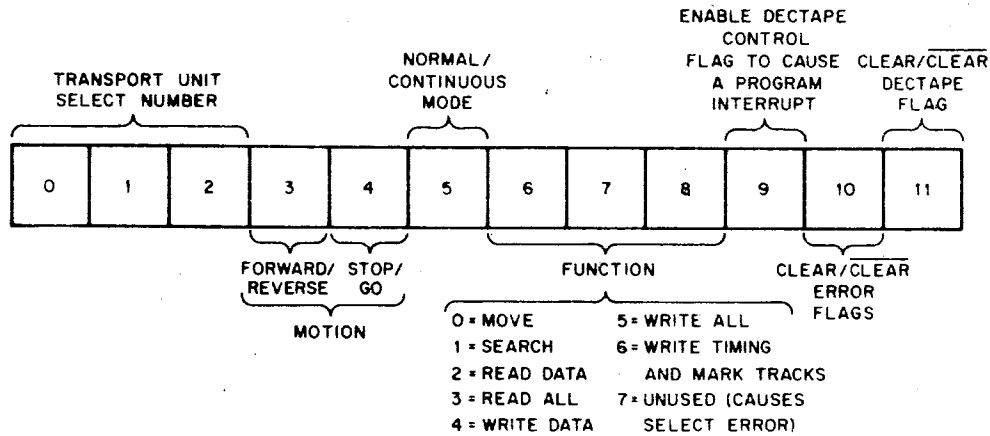 ENABLE DECTAPE
CONTROL
FLAG TO CAUSE
A PROGRAM
INTERRUPT
NORMAL/
CONTINUOUS
MODE
CLEAR/CLEAR
DECTAPE
FLAG
TRANSPORT UNIT
SELECT NUMBER
0 1 2 3 4 5 6 7 8 9 10 11
FORWARD/
REVERSE
STOP/
GO
MOTION
FUNCTION
0 = MOVE
1 = SEARCH
2 = READ DATA
3 = READ ALL
4 = WRITE DATA
5 = WRITE ALL
6 = WRITE TIMING
AND MARK TRACKS
7 = UNUSED (CAUSES
SELECT ERROR)
CLEAR/CLEAR
ERROR
FLAGS